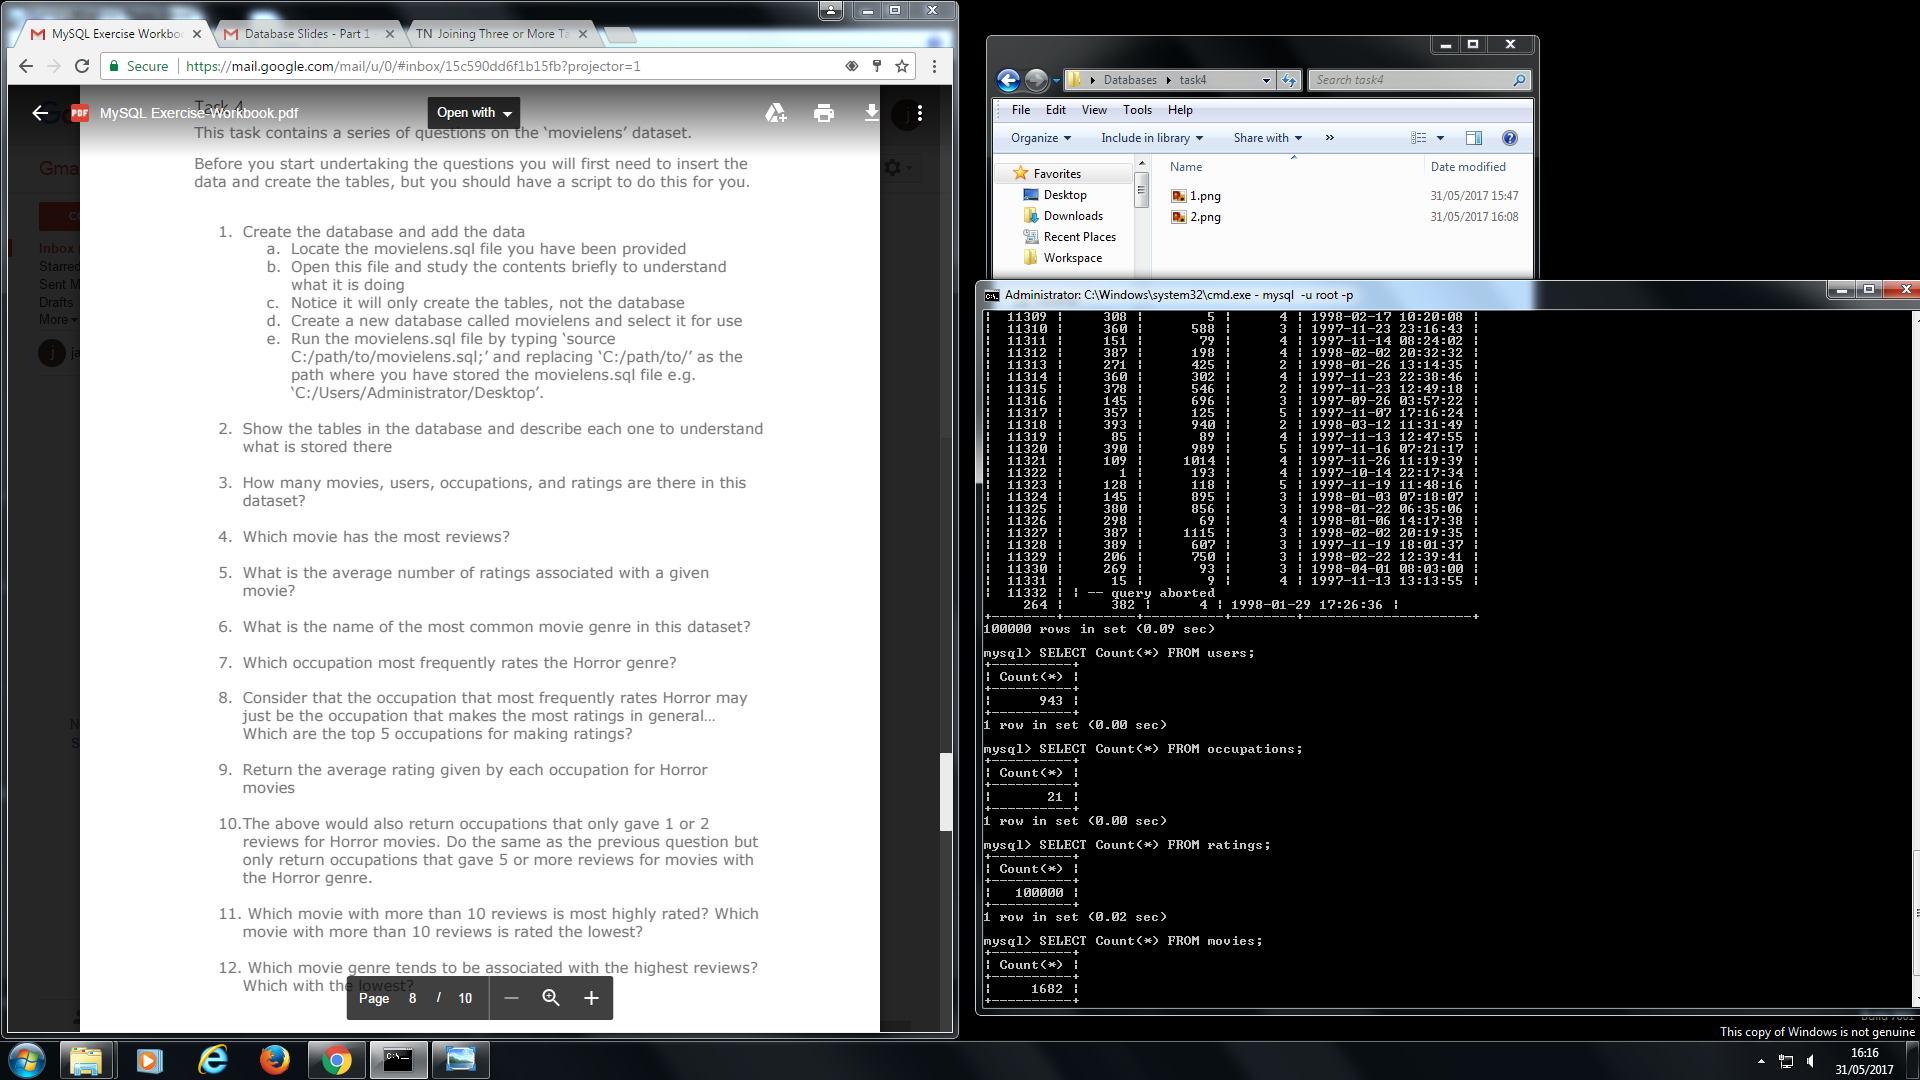 MySQL Exercise Workbo
Database Slides - Part 1
TN Joining Three or More Ta
Secure
https://mail.google.com/mail/u/0/#inbox/15c590dd6f1b15fb?projector=1
Task 4
PDF MySQL Exercise-Workbook.pdf
Open with
This task contains a series of questions on the ‘movielens’ dataset.
Before you start undertaking the questions you will first need to insert the
data and create the tables, but you should have a script to do this for you.
1. Create the database and add the data
a. Locate the movielens.sql file you have been provided
b. Open this file and study the contents briefly to understand
what it is doing
c. Notice it will only create the tables, not the database
d. Create a new database called movielens and select it for use
e. Run the movielens.sql file by typing ‘source
C:/path/to/movielens.sql;’ and replacing ‘C:/path/to/’ as the
path where you have stored the movielens.sql file e.g.
‘C:/Users/Administrator/Desktop’.
2. Show the tables in the database and describe each one to understand
what is stored there
3. How many movies, users, occupations, and ratings are there in this
dataset?
4. Which movie has the most reviews?
5. What is the average number of ratings associated with a given
movie?
6. What is the name of the most common movie genre in this dataset?
7. Which occupation most frequently rates the Horror genre?
8. Consider that the occupation that most frequently rates Horror may
just be the occupation that makes the most ratings in general…
Which are the top 5 occupations for making ratings?
9. Return the average rating given by each occupation for Horror
movies
10.The above would also return occupations that only gave 1 or 2
reviews for Horror movies. Do the same as the previous question but
only return occupations that gave 5 or more reviews for movies with
the Horror genre.
11. Which movie with more than 10 reviews is most highly rated? Which
movie with more than 10 reviews is rated the lowest?
12. Which movie genre tends to be associated with the highest reviews?
Which with the lowest?
Page 8 / 10
Gma
Inbox
Starred
Sent M
Drafts
More
j
Databases
task4
Search task4
File Edit View Tools Help
Organize
Include in library
Share with
»
Name
Date modified
Favorites
Desktop
Downloads
Recent Places
Workspace
1.png 31/05/2017 15:47
2.png 31/05/2017 16:08
Administrator: C:\Windows\system32\cmd.exe - mysql -u root -p
| 11309 | 308 | 5 | 4 | 1998-02-17 10:20:08 |
| 11310 | 360 | 588 | 3 | 1997-11-23 23:16:43 |
| 11311 | 151 | 79 | 4 | 1997-11-14 08:24:02 |
| 11312 | 387 | 198 | 4 | 1998-02-02 20:32:32 |
| 11313 | 271 | 425 | 2 | 1998-01-26 13:14:35 |
| 11314 | 360 | 302 | 4 | 1997-11-23 22:38:46 |
| 11315 | 378 | 546 | 2 | 1997-11-23 12:49:18 |
| 11316 | 145 | 696 | 3 | 1997-09-26 03:57:22 |
| 11317 | 357 | 125 | 5 | 1997-11-07 17:16:24 |
| 11318 | 393 | 940 | 2 | 1998-03-12 11:31:49 |
| 11319 | 85 | 89 | 4 | 1997-11-13 12:47:55 |
| 11320 | 390 | 989 | 5 | 1997-11-16 07:21:17 |
| 11321 | 109 | 1014 | 4 | 1997-11-26 11:19:39 |
| 11322 | 1 | 193 | 4 | 1997-10-14 22:17:34 |
| 11323 | 128 | 118 | 5 | 1997-11-19 11:48:16 |
| 11324 | 145 | 895 | 3 | 1998-01-03 07:18:07 |
| 11325 | 380 | 856 | 3 | 1998-01-22 06:35:06 |
| 11326 | 298 | 69 | 4 | 1998-01-06 14:17:38 |
| 11327 | 387 | 1115 | 3 | 1998-02-02 20:19:35 |
| 11328 | 389 | 607 | 3 | 1997-11-19 18:01:37 |
| 11329 | 206 | 750 | 3 | 1998-02-22 12:39:41 |
| 11330 | 269 | 93 | 3 | 1998-04-01 08:03:00 |
| 11331 | 15 | 9 | 4 | 1997-11-13 13:13:55 |
| 11332 | | -- query aborted
264 | 382 | 4 | 1998-01-29 17:26:36 |
+---------+---------+----------+--------+---------------------+
100000 rows in set (0.09 sec)
mysql> SELECT Count(*) FROM users;
+----------+
| Count(*) |
+----------+
| 943 |
+----------+
1 row in set (0.00 sec)
mysql> SELECT Count(*) FROM occupations;
+----------+
| Count(*) |
+----------+
| 21 |
+----------+
1 row in set (0.00 sec)
mysql> SELECT Count(*) FROM ratings;
+----------+
| Count(*) |
+----------+
| 100000 |
+----------+
1 row in set (0.02 sec)
mysql> SELECT Count(*) FROM movies;
+----------+
| Count(*) |
+----------+
| 1682 |
+----------+
This copy of Windows is not genuine
16:16
31/05/2017